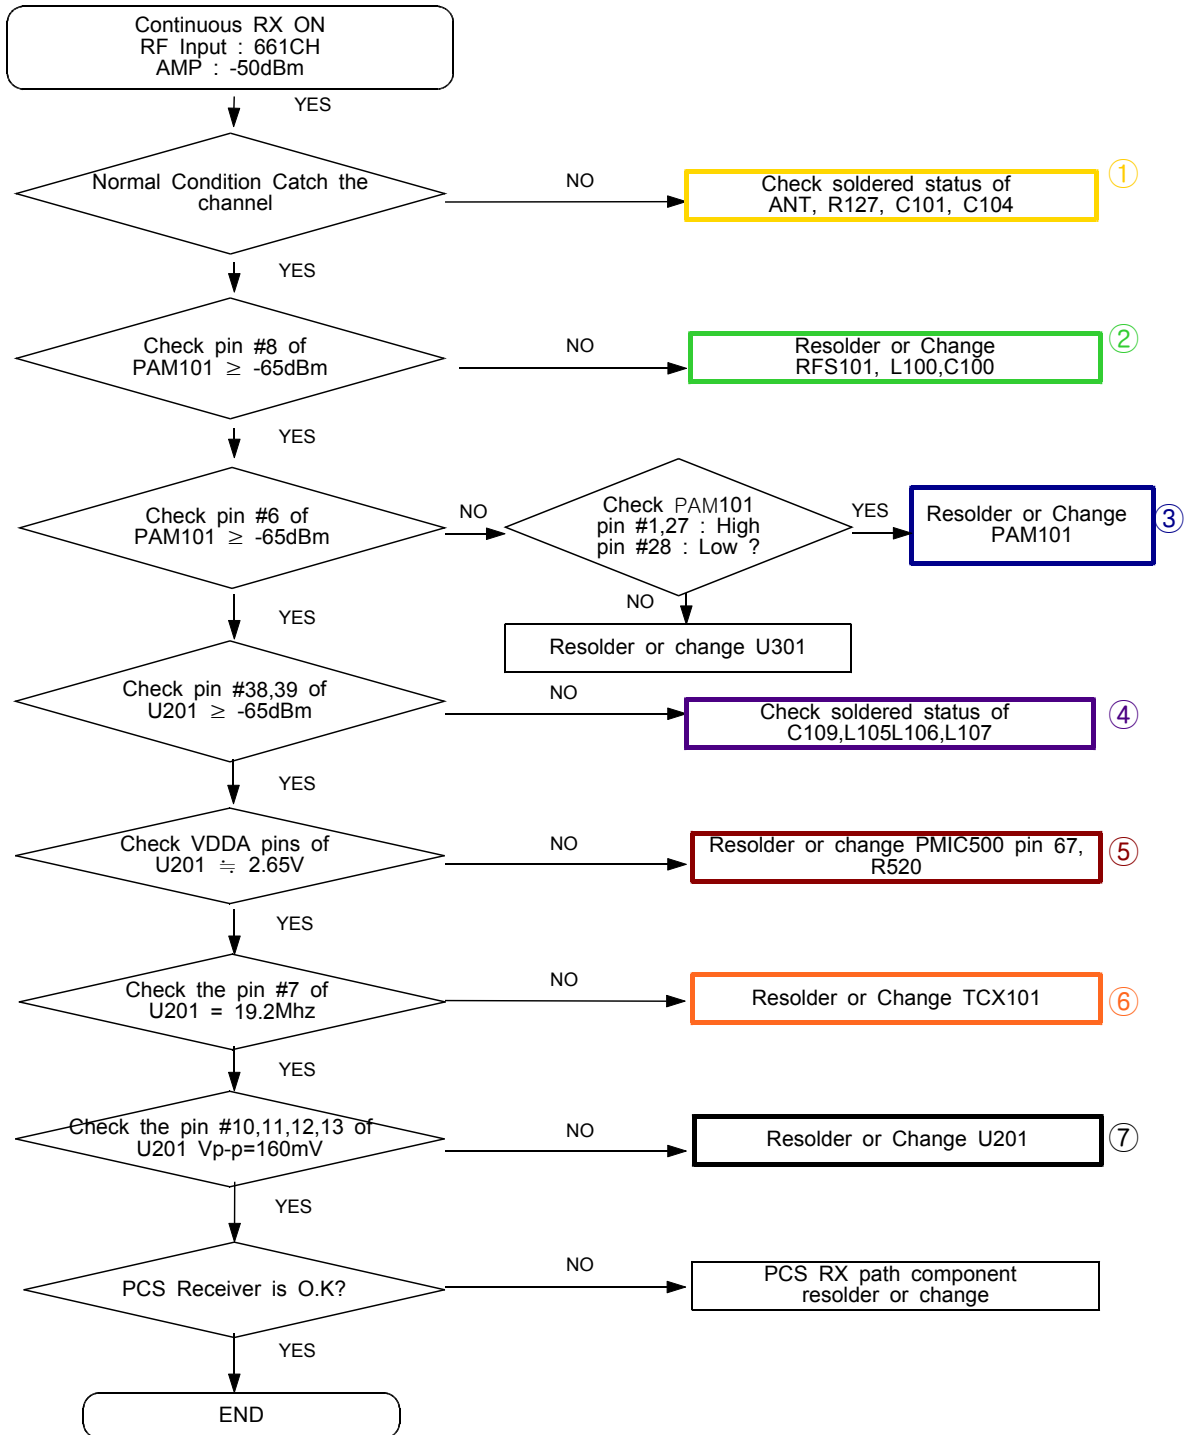 Continuous RX ON
RF Input : 661CH
AMP : -50dBm
YES
Normal Condition Catch the
channel
NO
Check soldered status of
ANT, R127, C101, C104
①
YES
Check pin #8 of
PAM101 ≥ -65dBm
NO
Resolder or Change
RFS101, L100,C100
②
YES
Check pin #6 of
PAM101 ≥ -65dBm
NO
Check PAM101
pin #1,27 : High
pin #28 : Low ?
YES
Resolder or Change
PAM101
③
NO
Resolder or change U301
YES
Check pin #38,39 of
U201 ≥ -65dBm
NO
Check soldered status of
C109,L105L106,L107
④
YES
Check VDDA pins of
U201 ≒ 2.65V
NO
Resolder or change PMIC500 pin 67,
R520
⑤
YES
Check the pin #7 of
U201 = 19.2Mhz
NO
Resolder or Change TCX101
⑥
YES
Check the pin #10,11,12,13 of
U201 Vp-p=160mV
NO
Resolder or Change U201
⑦
YES
PCS Receiver is O.K?
NO
PCS RX path component
resolder or change
YES
END